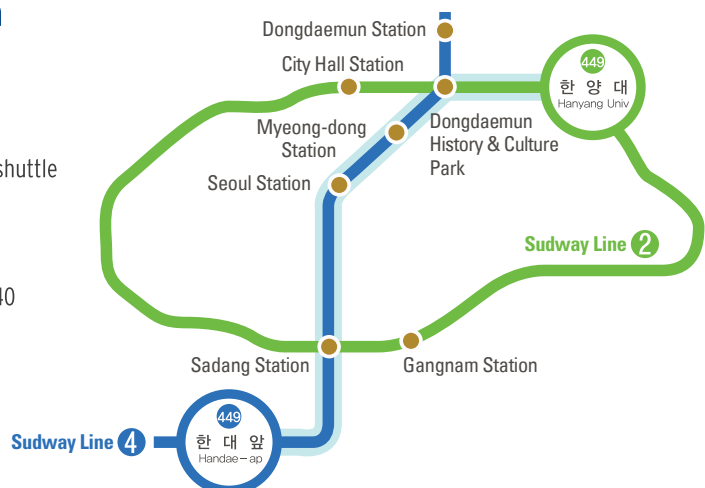 Dongdaemun Station
City Hall Station
449
한 양 대
Hanyang Univ
Myeong-dong
Station
Dongdaemun
History & Culture
Park
shuttle
Seoul Station
Sudway Line 2
40
Sadang Station
Gangnam Station
449
한 대 앞
Handae-ap
Sudway Line 4